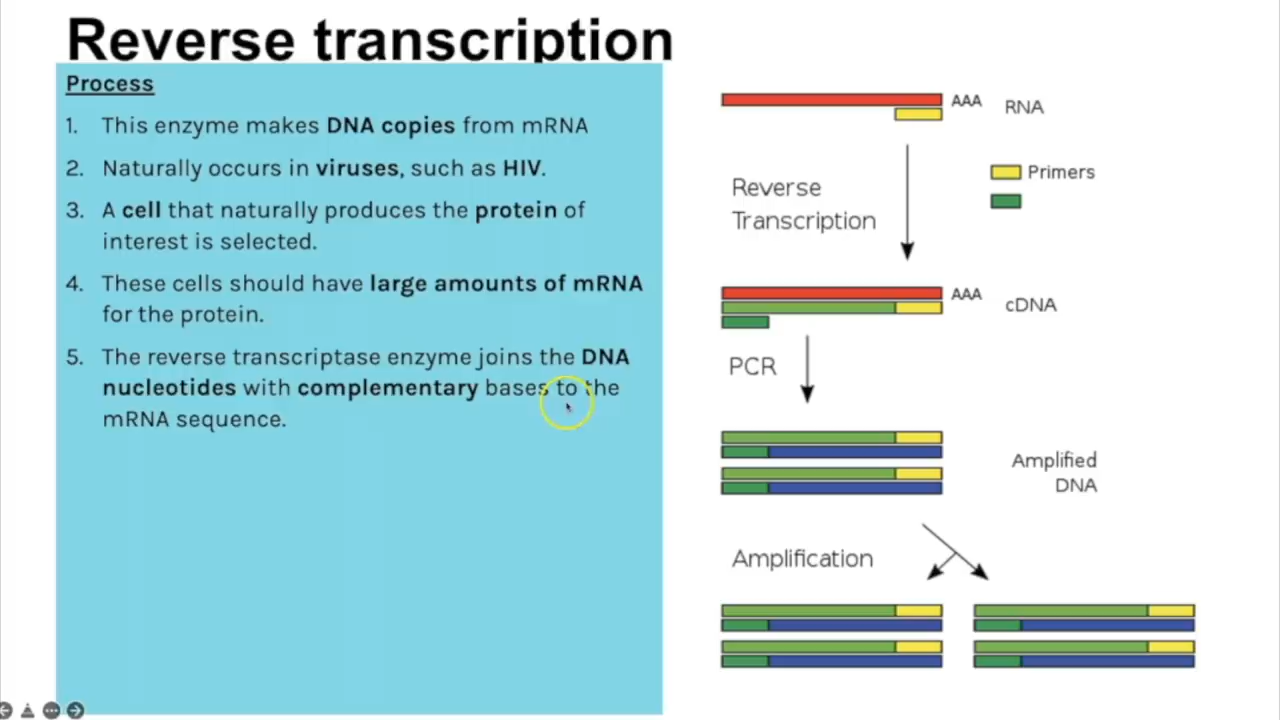 Reverse transcription
Process
1. This enzyme makes DNA copies from mRNA
2. Naturally occurs in viruses, such as HIV.
3. A cell that naturally produces the protein of
interest is selected.
4. These cells should have large amounts of mRNA
for the protein.
5. The reverse transcriptase enzyme joins the DNA
nucleotides with complementary bases to the
mRNA sequence.
AAA RNA
Primers
Reverse
Transcription
AAA
cDNA
PCR
Amplified
DNA
Amplification